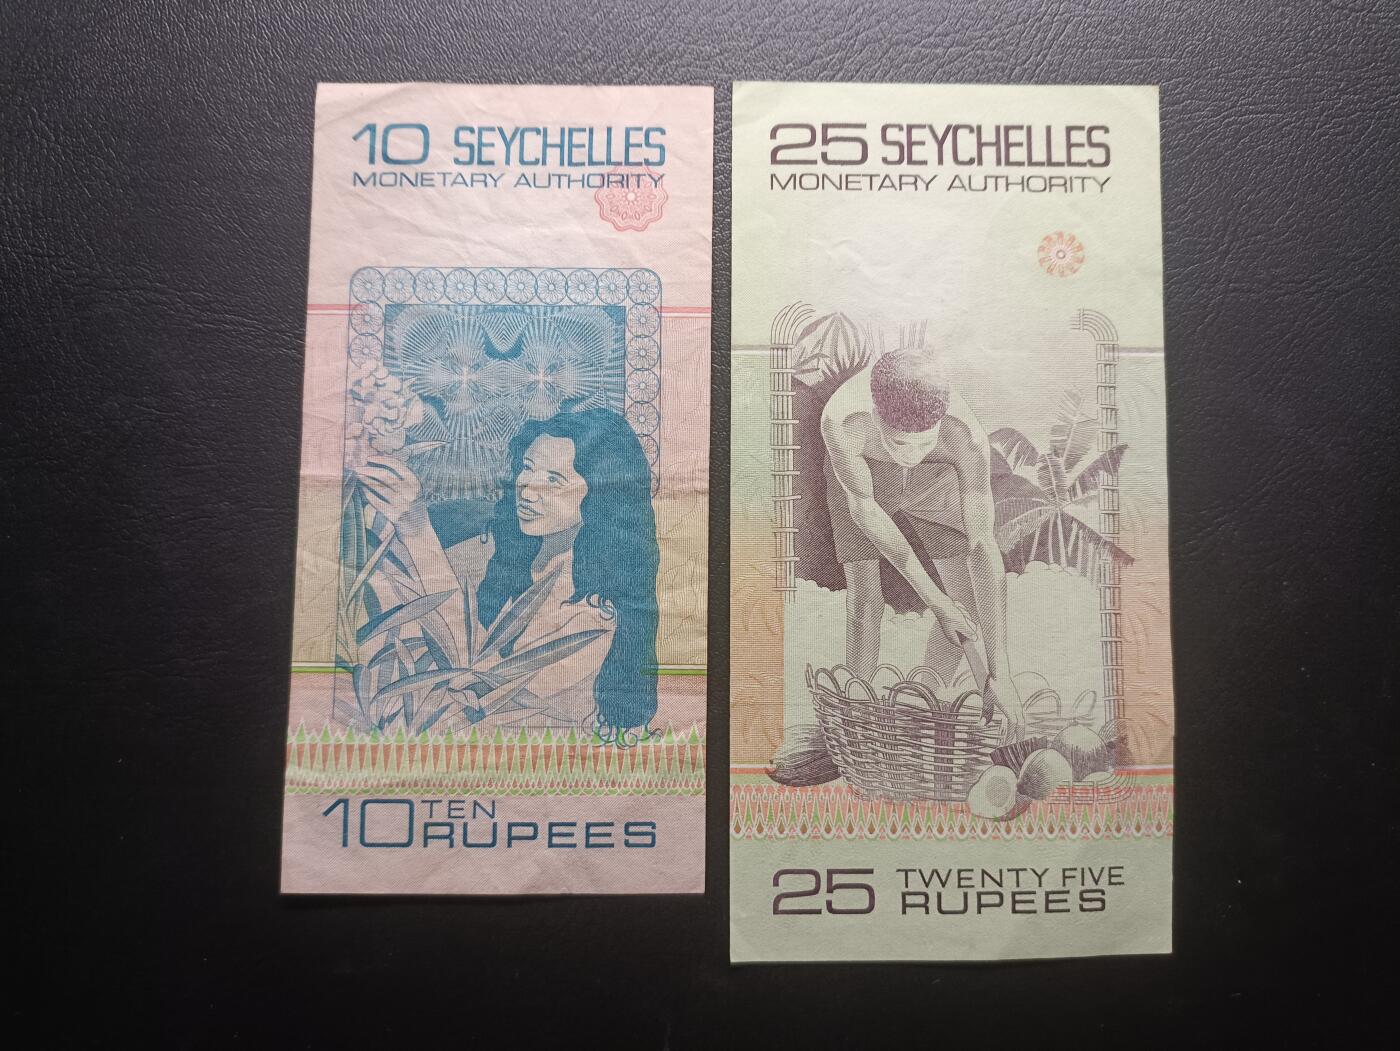 10 SEYCHELLES
MONETARY AUTHORITY
10 TEN
RUPEES
25 SEYCHELLES
MONETARY AUTHORITY
25 TWENTY FIVE
RUPEES